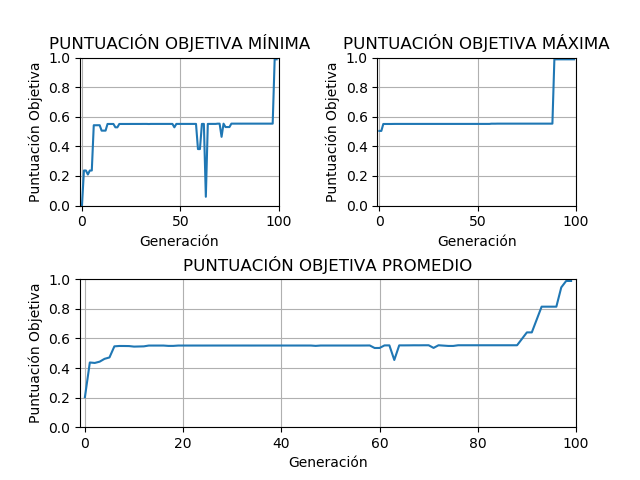 PUNTUACIÓN OBJETIVA MÍNIMA
Puntuación Objetiva
1.0
0.8
0.6
0.4
0.2
0.0
0 50 100
Generación
PUNTUACIÓN OBJETIVA MÁXIMA
Puntuación Objetiva
1.0
0.8
0.6
0.4
0.2
0.0
0 50 100
Generación
PUNTUACIÓN OBJETIVA PROMEDIO
Puntuación Objetiva
1.0
0.8
0.6
0.4
0.2
0.0
0 20 40 60 80 100
Generación